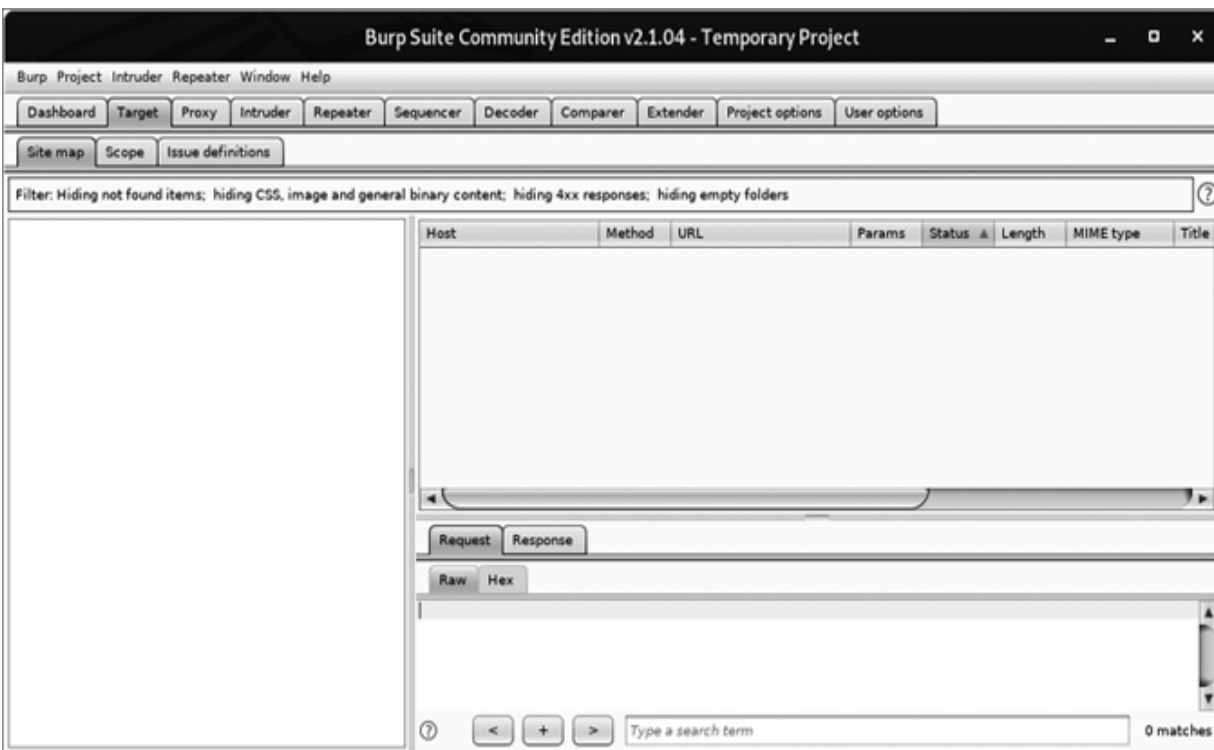 Burp Suite Community Edition v2.1.04 - Temporary Project
Burp Project Intruder Repeater Window Help
Dashboard Target Proxy Intruder Repeater Sequencer Decoder Comparer Extender Project options User options
Site map Scope Issue definitions
Filter: Hiding not found items; hiding CSS, image and general binary content; hiding 4xx responses; hiding empty folders
Host Method URL Params Status Length MIME type Title
Request Response
Raw Hex
< + > Type a search term 0 matches